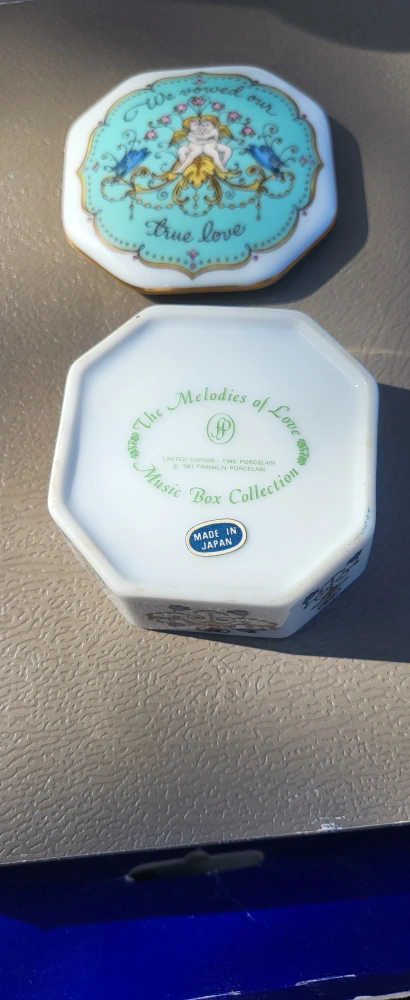 We vowed our
true love
The Melodies of Love
FP
LIMITED EDITION - FINE PORCELAIN
© FRANKLIN PORCELAIN
Music Box Collection
MADE IN
JAPAN